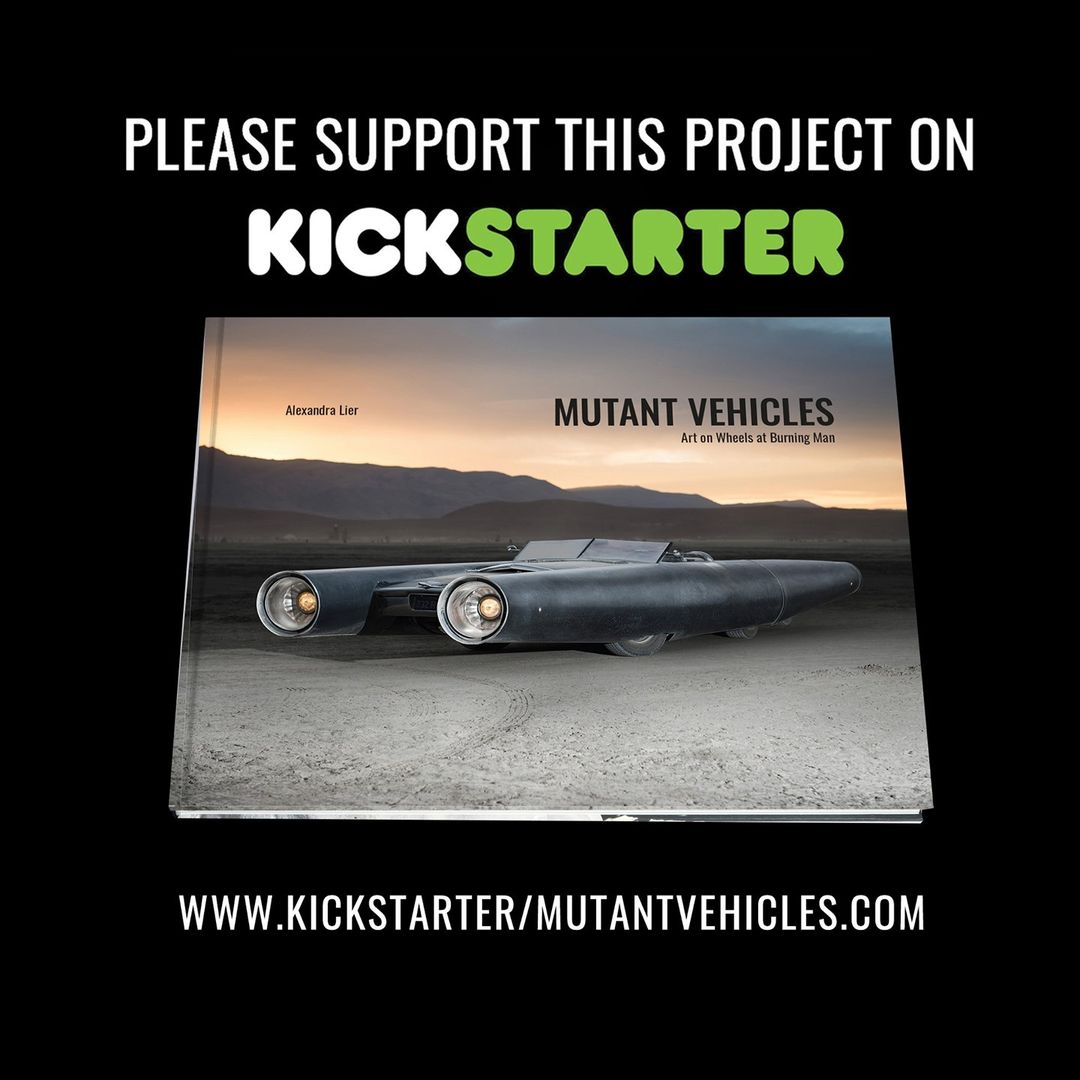 PLEASE SUPPORT THIS PROJECT ON
KICKSTARTER
Alexandra Lier
MUTANT VEHICLES
Art on Wheels at Burning Man
WWW.KICKSTARTER/MUTANTVEHICLES.COM